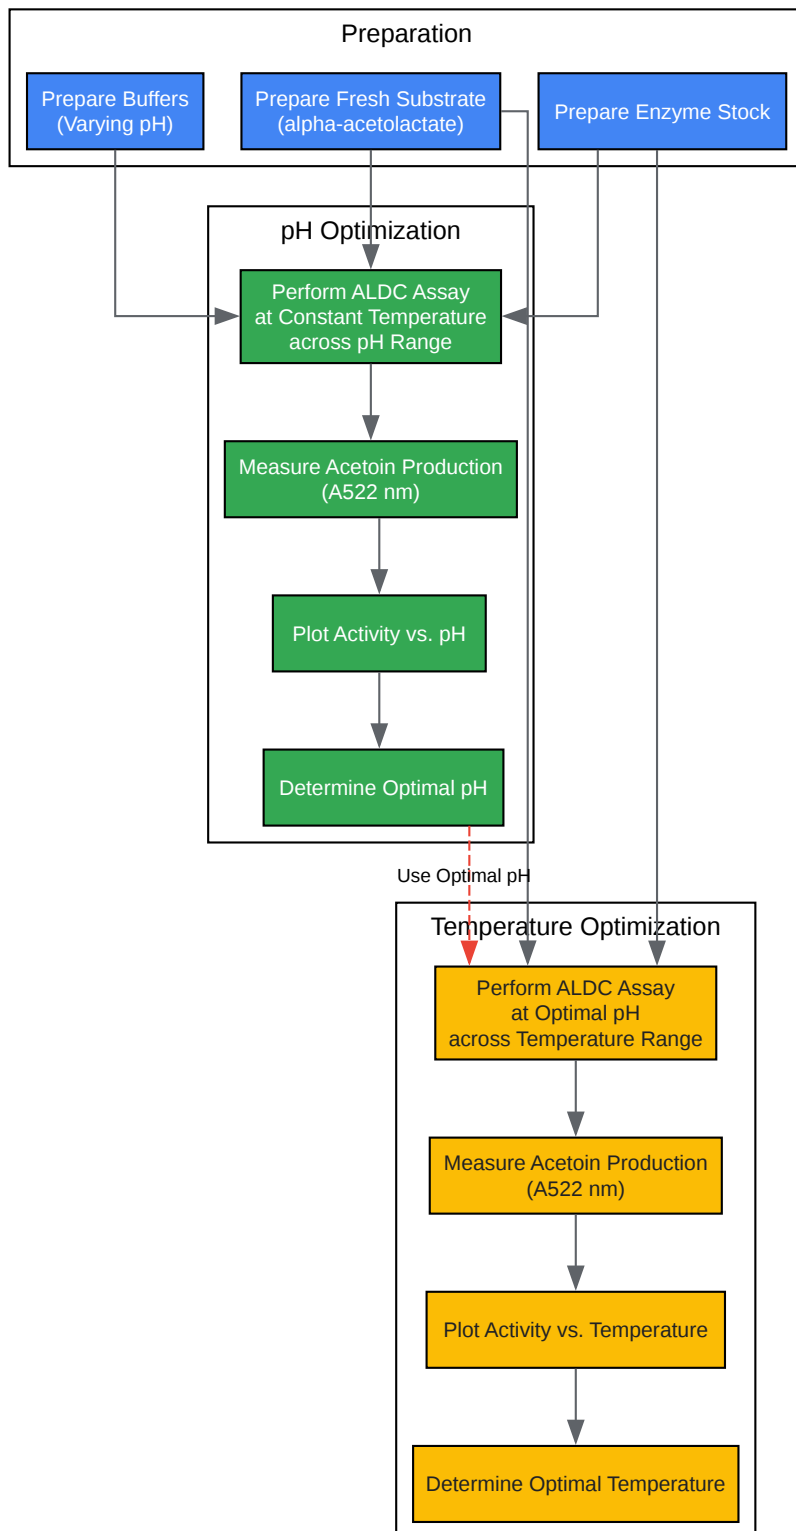 Preparation
Prepare Buffers
(Varying pH)
Prepare Fresh Substrate
(alpha-acetolactate)
Prepare Enzyme Stock
pH Optimization
Perform ALDC Assay
at Constant Temperature
across pH Range
Measure Acetoin Production
(A522 nm)
Plot Activity vs. pH
Determine Optimal pH
Use Optimal pH
Temperature Optimization
Perform ALDC Assay
at Optimal pH
across Temperature Range
Measure Acetoin Production
(A522 nm)
Plot Activity vs. Temperature
Determine Optimal Temperature